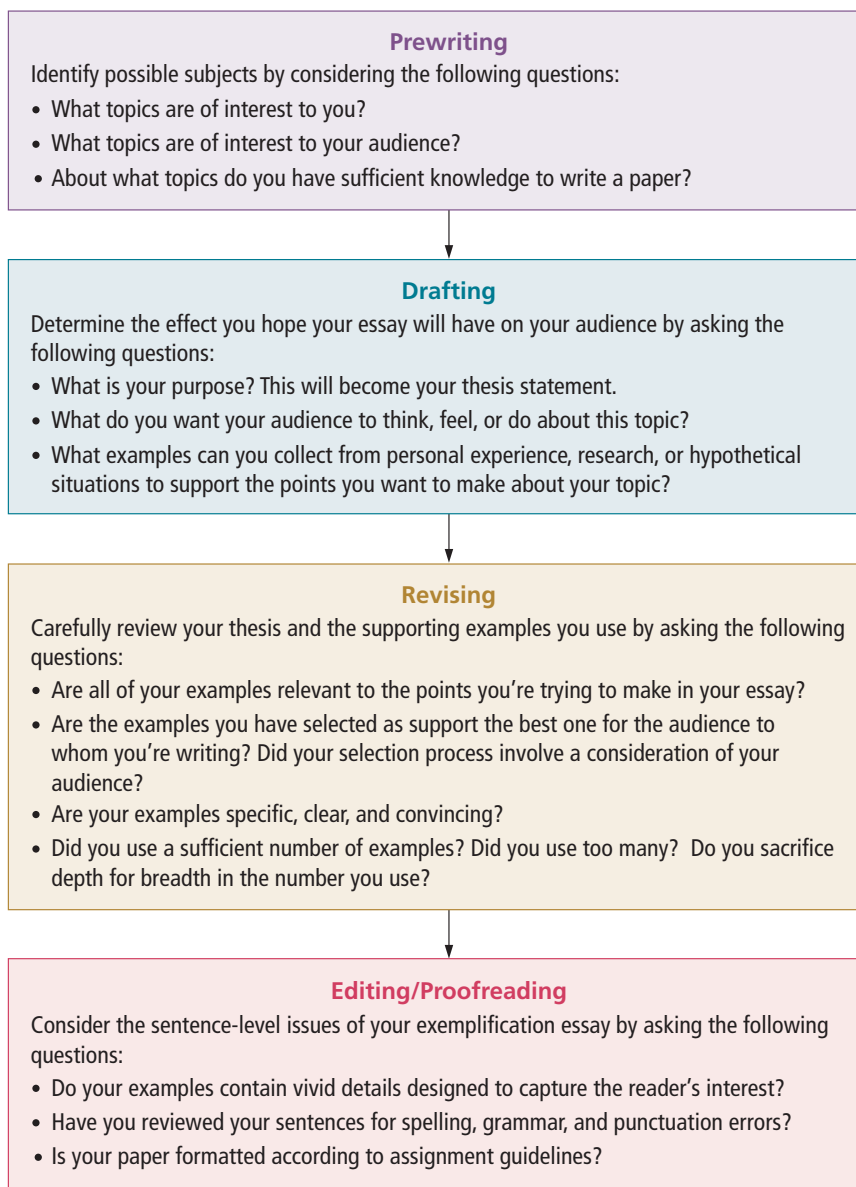 Prewriting
Identify possible subjects by considering the following questions:
• What topics are of interest to you?
• What topics are of interest to your audience?
• About what topics do you have sufficient knowledge to write a paper?
Drafting
Determine the effect you hope your essay will have on your audience by asking the
following questions:
• What is your purpose? This will become your thesis statement.
• What do you want your audience to think, feel, or do about this topic?
• What examples can you collect from personal experience, research, or hypothetical
situations to support the points you want to make about your topic?
Revising
Carefully review your thesis and the supporting examples you use by asking the following
questions:
• Are all of your examples relevant to the points you’re trying to make in your essay?
• Are the examples you have selected as support the best one for the audience to
whom you’re writing? Did your selection process involve a consideration of your
audience?
• Are your examples specific, clear, and convincing?
• Did you use a sufficient number of examples? Did you use too many? Do you sacrifice
depth for breadth in the number you use?
Editing/Proofreading
Consider the sentence-level issues of your exemplification essay by asking the following
questions:
• Do your examples contain vivid details designed to capture the reader’s interest?
• Have you reviewed your sentences for spelling, grammar, and punctuation errors?
• Is your paper formatted according to assignment guidelines?